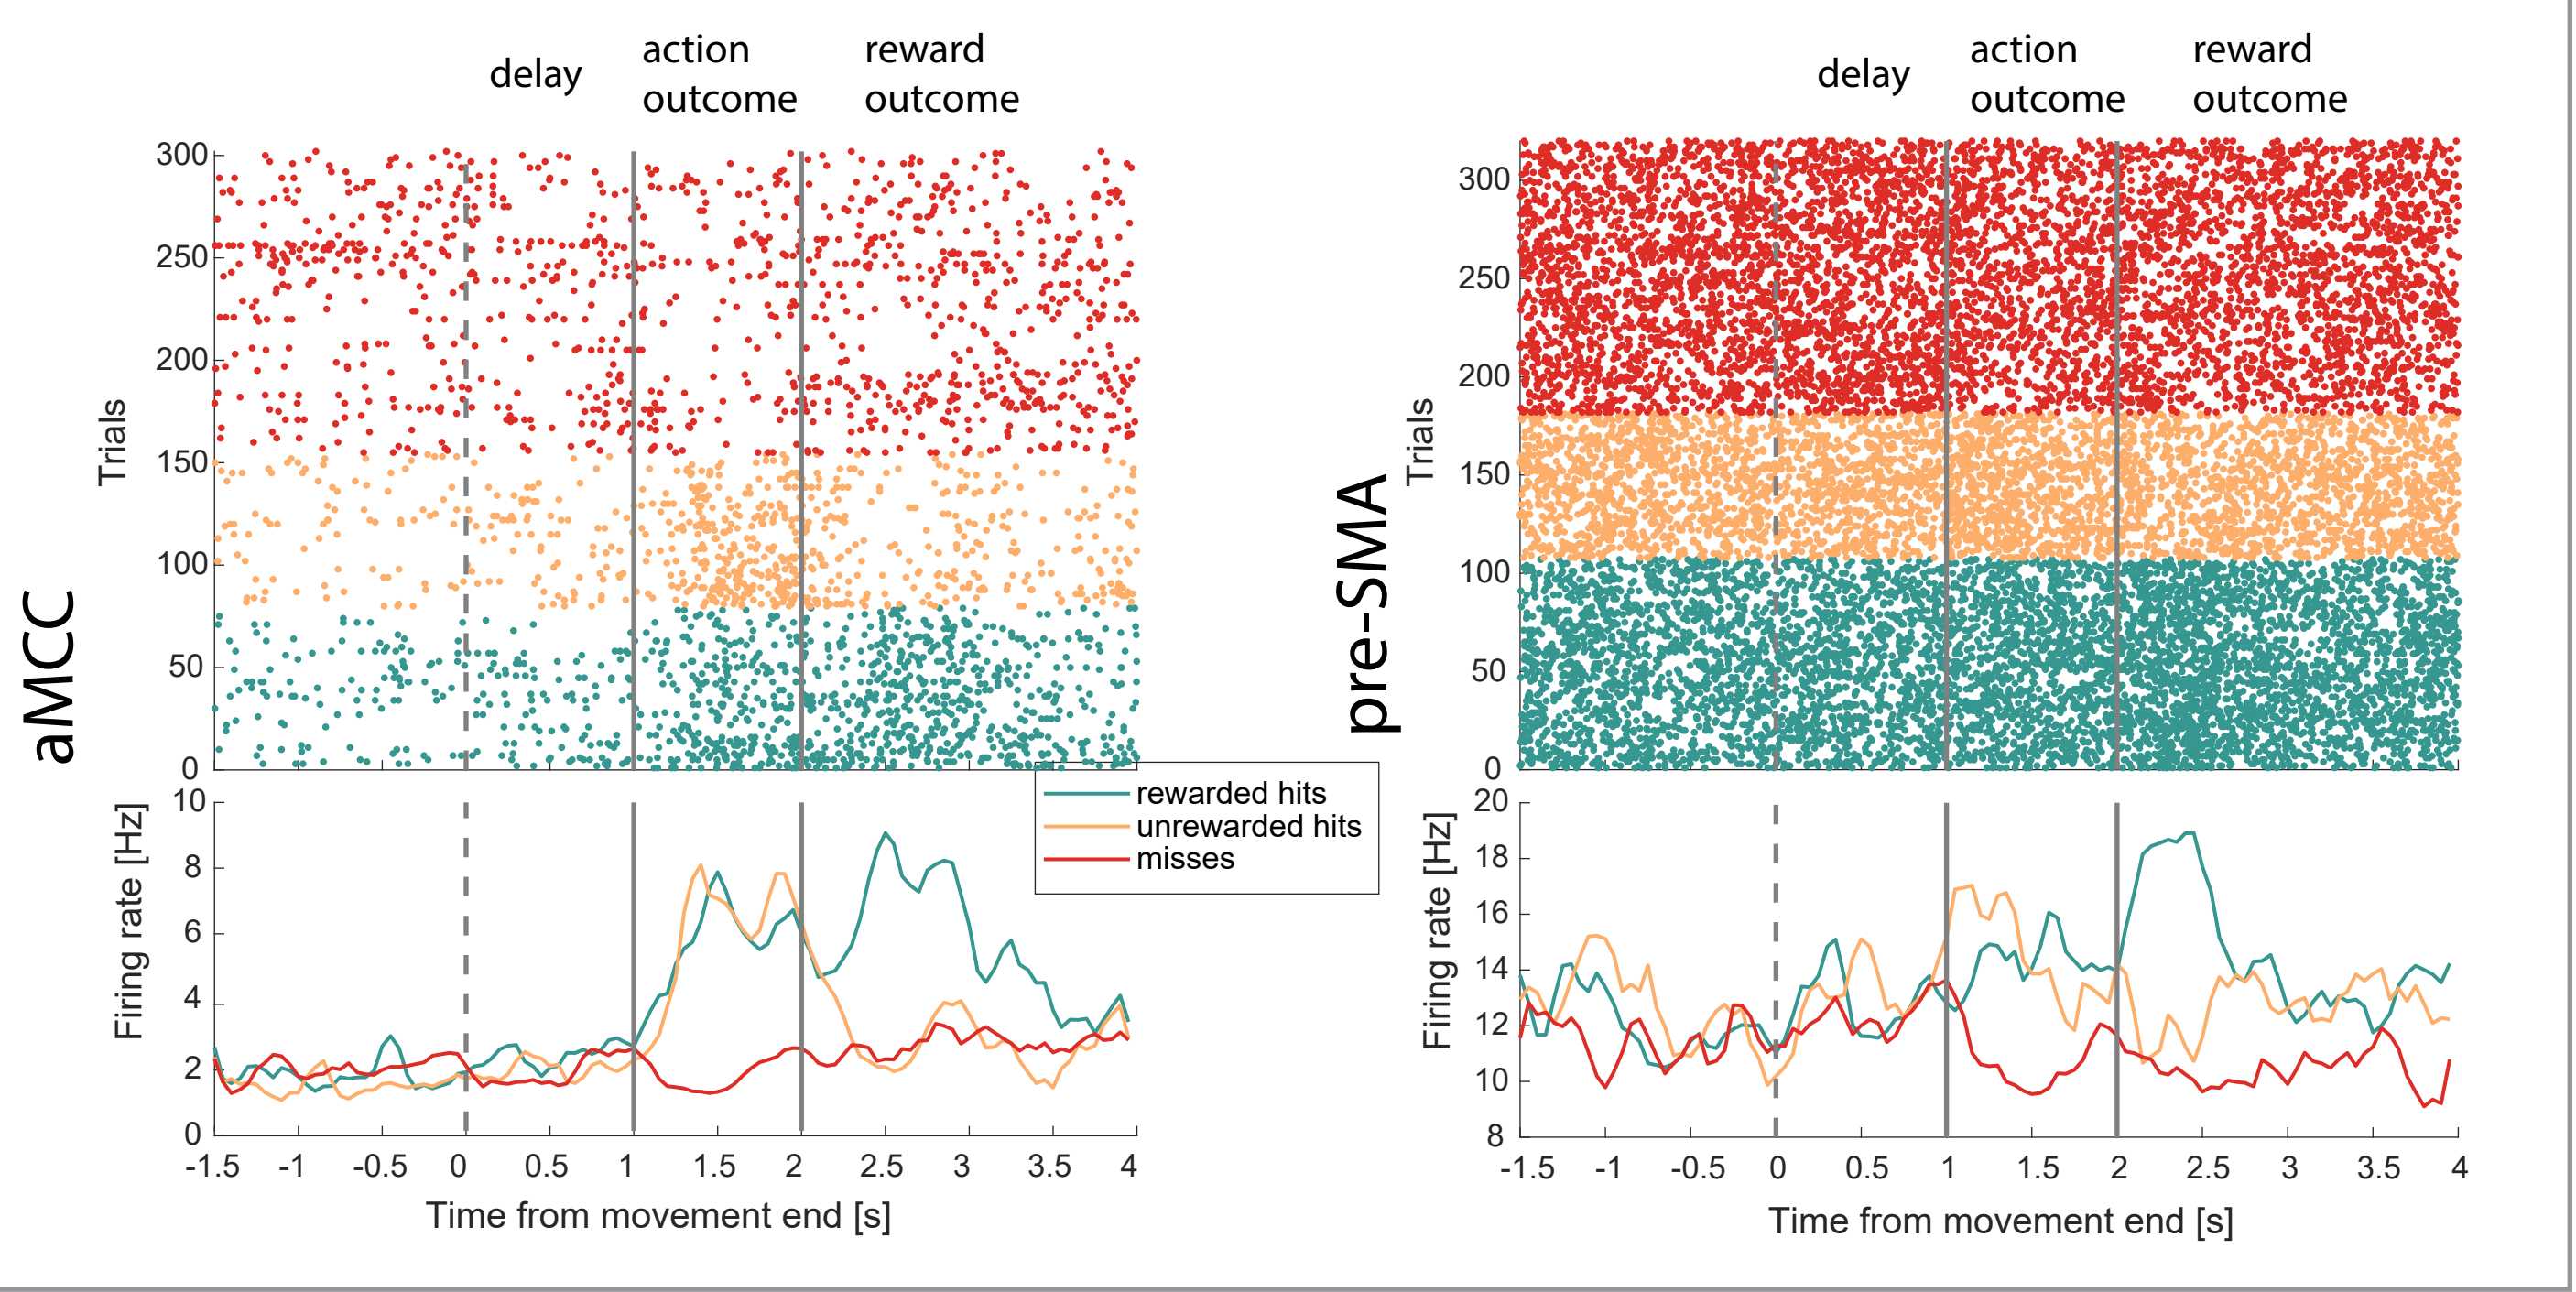 delay
action
outcome
reward
outcome
delay
action
outcome
reward
outcome
aMCC
Trials
300
250
200
150
100
50
0
Firing rate [Hz]
10
8
6
4
2
0
-1.5 -1 -0.5 0 0.5 1 1.5 2 2.5 3 3.5 4
Time from movement end [s]
rewarded hits
unrewarded hits
misses
pre-SMA
Trials
300
250
200
150
100
50
0
Firing rate [Hz]
20
18
16
14
12
10
8
-1.5 -1 -0.5 0 0.5 1 1.5 2 2.5 3 3.5 4
Time from movement end [s]